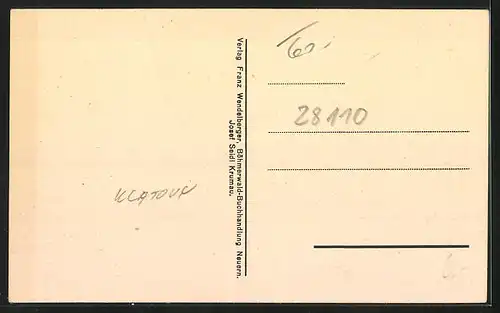 60.-
28110
Verlag Franz Wendelberger, Böhmerwald-Buchhandlung Neuern.
Josef Seidl Krumau.
KLATOVY